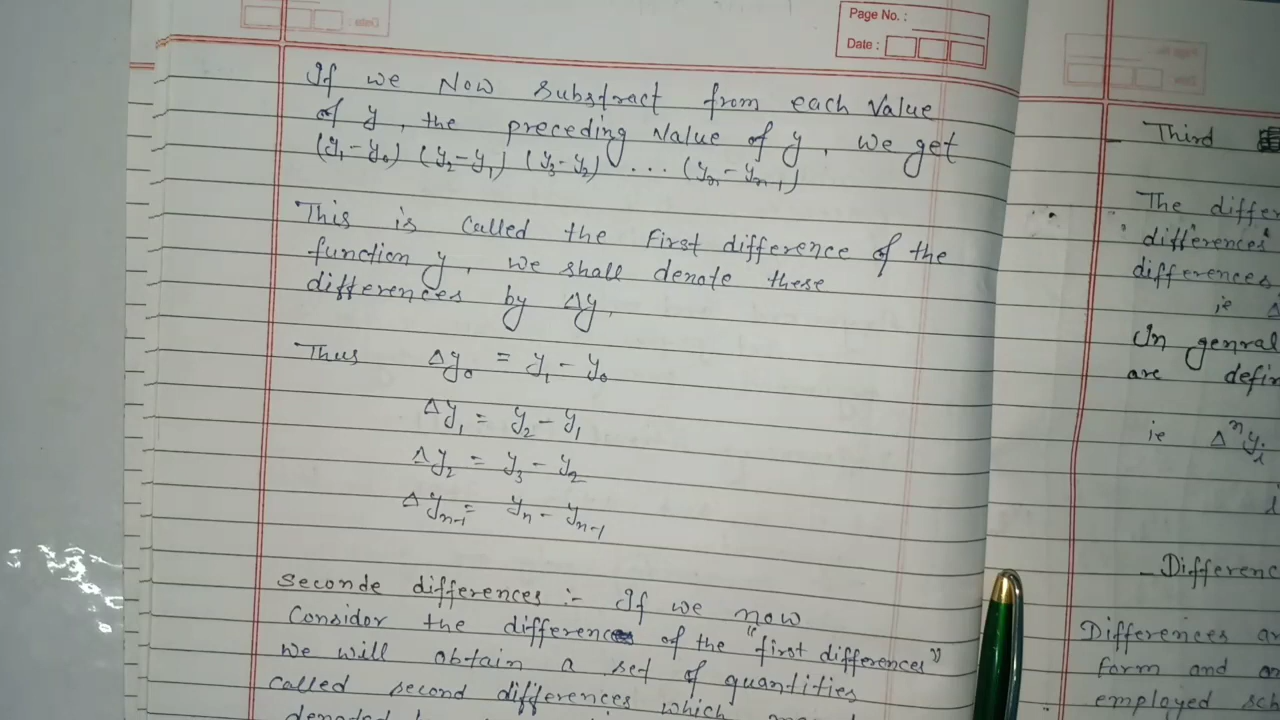 Page No. :
Date :
If we Now substract from each value
of y, the preceding value of y, we get
(y₁ - y₀) (y₂ - y₁) (y₃ - y₂) ... (yₙ - yₙ₋₁)
This is called the First difference of the
function y, we shall denote these
differences by Δy,
Thus Δy₀ = y₁ - y₀
Δy₁ = y₂ - y₁
Δy₂ = y₃ - y₂
Δyₙ₋₁ = yₙ - yₙ₋₁
seconde differences :- If we now
Consider the differences of the "first differences"
we will obtain a set of quantities
called second differences which
Third
The differ
"differences"
differences
ie Δ
In genral
are defin
ie Δⁿyᵢ
i
- Differenc
Differences ar
form and
employed sch